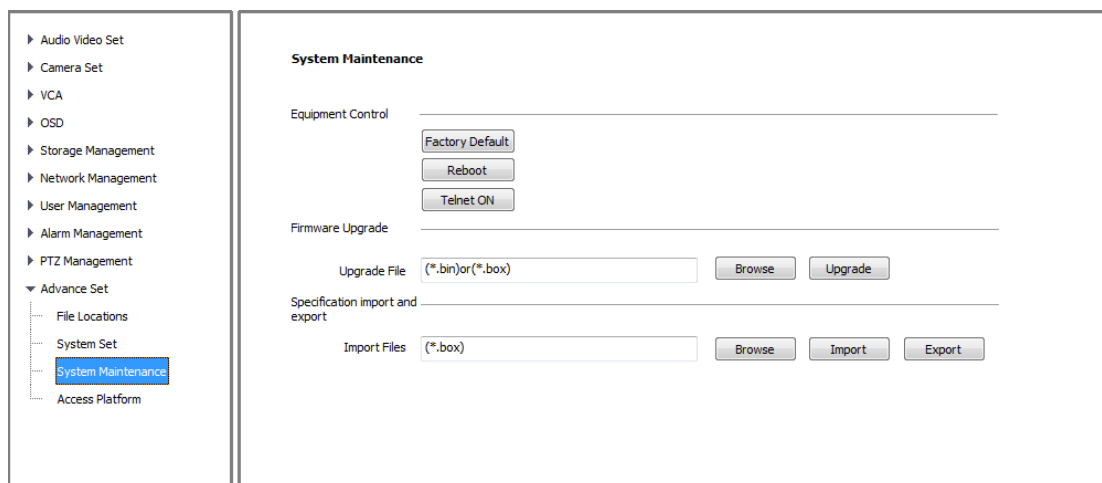 Audio Video Set
Camera Set
VCA
OSD
Storage Management
Network Management
User Management
Alarm Management
PTZ Management
Advance Set
File Locations
System Set
System Maintenance
Access Platform
System Maintenance
Equipment Control
Factory Default
Reboot
Telnet ON
Firmware Upgrade
Upgrade File (*.bin)or(*.box) Browse Upgrade
Specification import and
export
Import Files (*.box) Browse Import Export